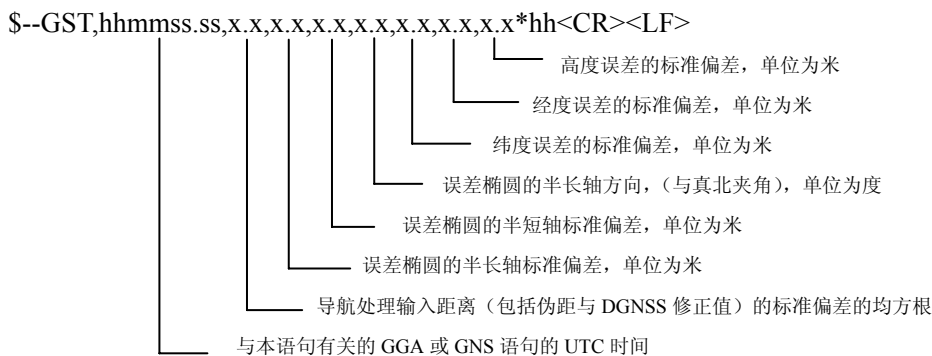 $--GST,hhmmss.ss,x.x,x.x,x.x,x.x,x.x,x.x,x.x*hh<CR><LF>
高度误差的标准偏差，单位为米
经度误差的标准偏差，单位为米
纬度误差的标准偏差，单位为米
误差椭圆的半长轴方向，（与真北夹角），单位为度
误差椭圆的半短轴标准偏差，单位为米
误差椭圆的半长轴标准偏差，单位为米
导航处理输入距离（包括伪距与 DGNSS 修正值）的标准偏差的均方根
与本语句有关的 GGA 或 GNS 语句的 UTC 时间